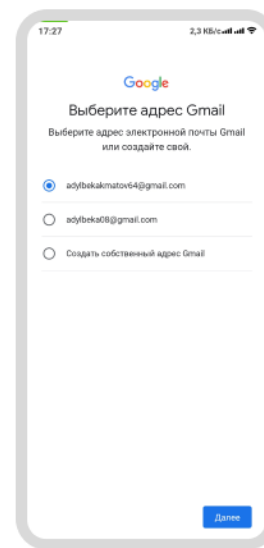 17:27
2,3 КБ/с
Google
Выберите адрес Gmail
Выберите адрес электронной почты Gmail
или создайте свой.
adylbekakmatov64@gmail.com
adylbeka08@gmail.com
Создать собственный адрес Gmail
Далее